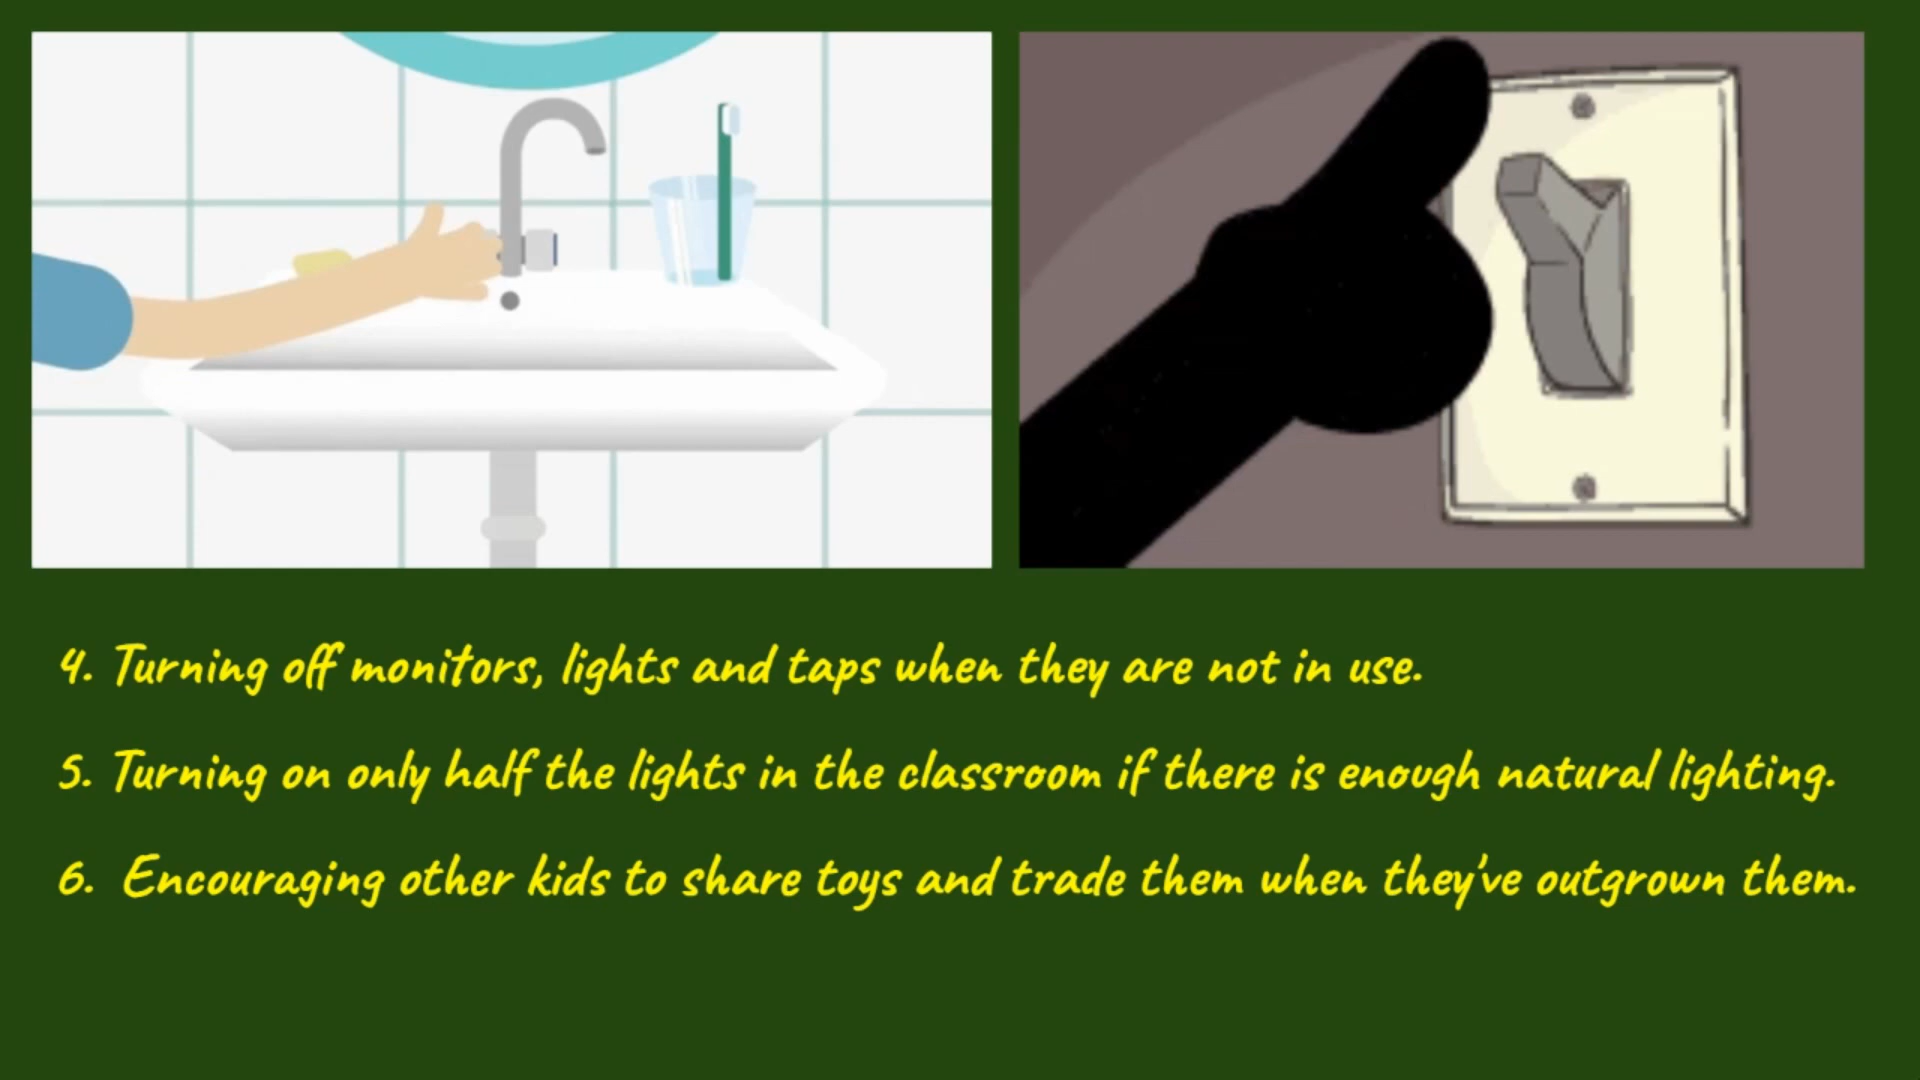 4. Turning off monitors, lights and taps when they are not in use.
5. Turning on only half the lights in the classroom if there is enough natural lighting.
6. Encouraging other kids to share toys and trade them when they've outgrown them.